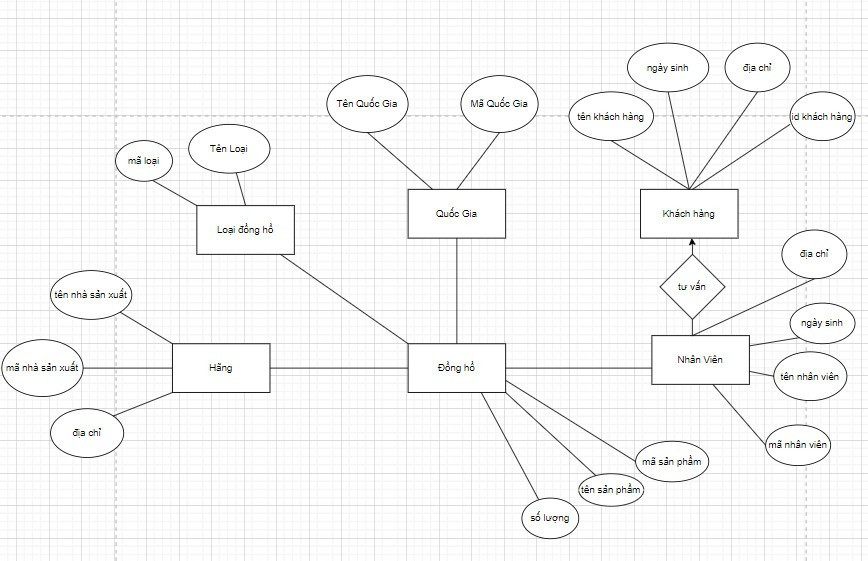 ngày sinh
địa chỉ
Tên Quốc Gia
Mã Quốc Gia
tên khách hàng
id khách hàng
mã loại
Tên Loại
Loại đồng hồ
Quốc Gia
Khách hàng
địa chỉ
tư vấn
tên nhà sản xuất
ngày sinh
mã nhà sản xuất
Hãng
Đồng hồ
Nhân Viên
tên nhân viên
địa chỉ
mã nhân viên
mã sản phẩm
tên sản phẩm
số lượng